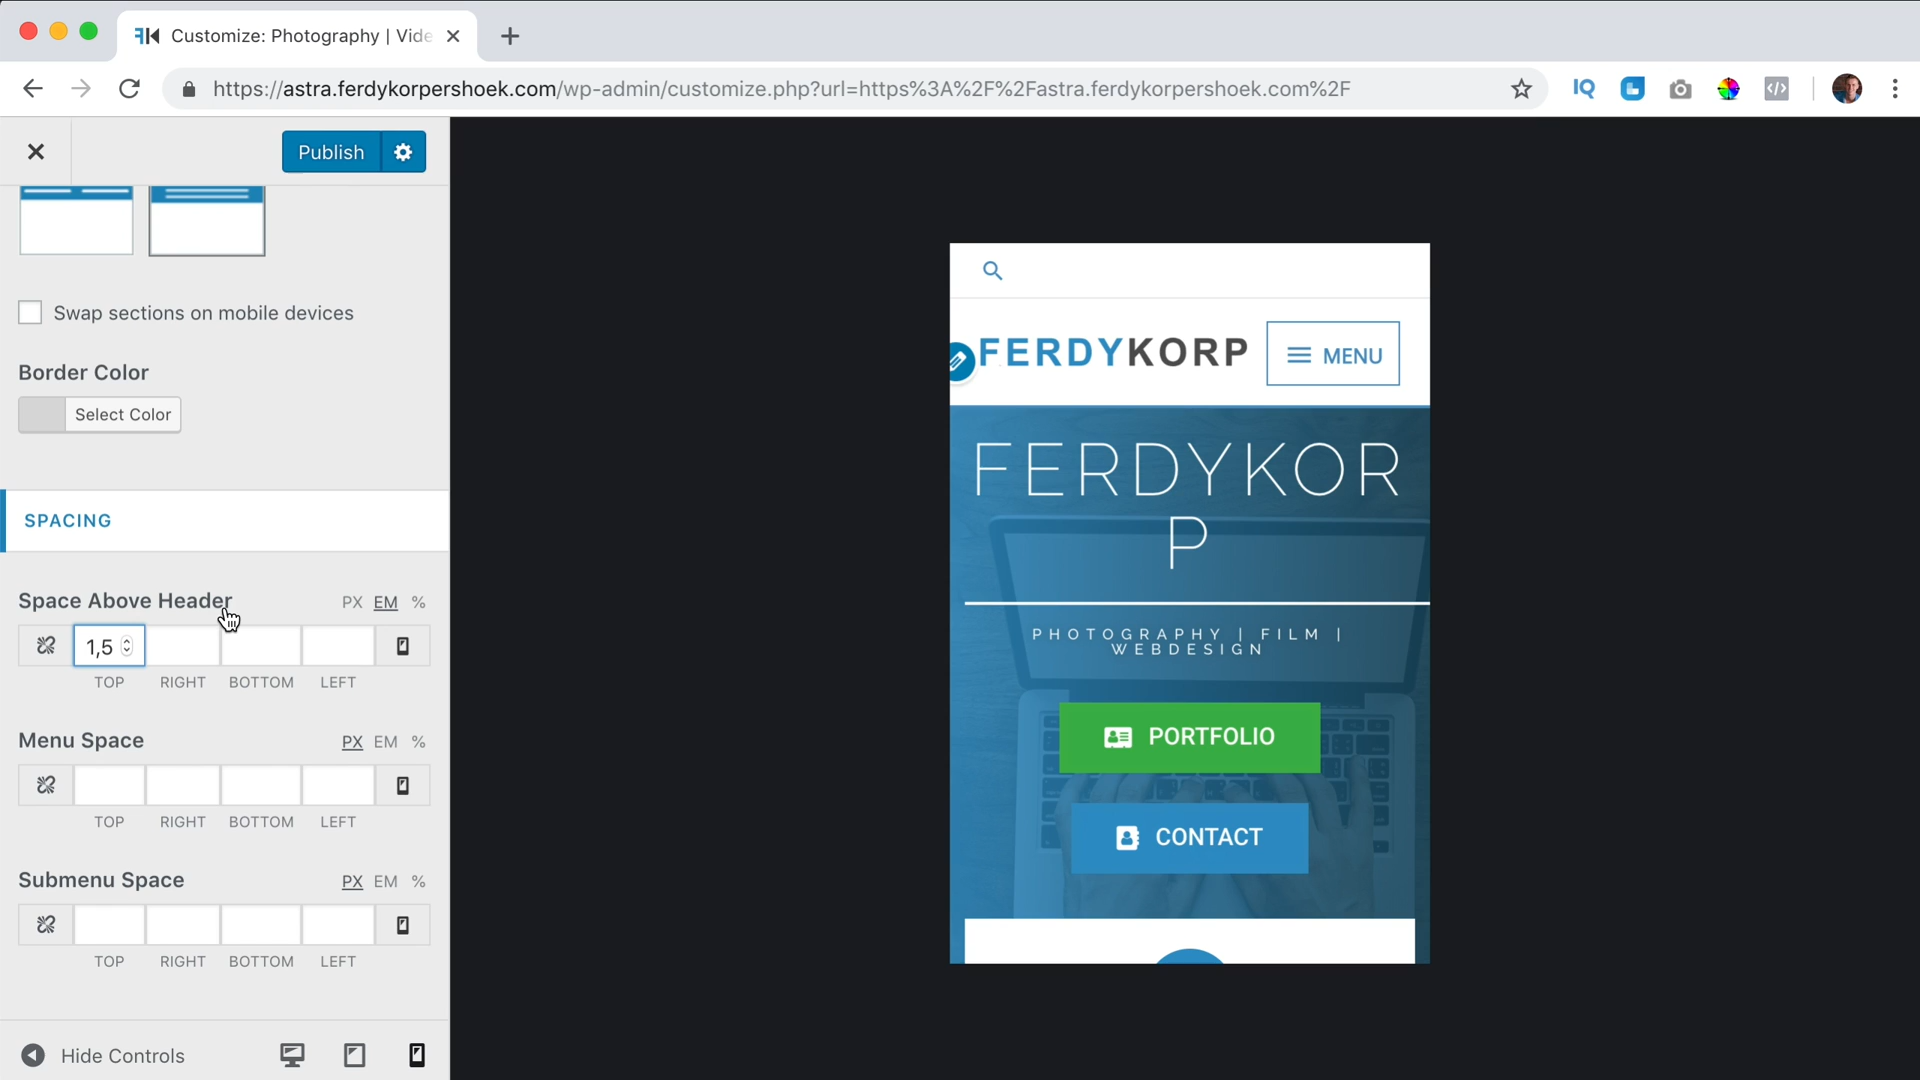 Customize: Photography | Vide
https://astra.ferdykorpershoek.com/wp-admin/customize.php?url=https%3A%2F%2Fastra.ferdykorpershoek.com%2F
IQ
Publish
Swap sections on mobile devices
Border Color
Select Color
SPACING
Space Above Header PX EM %
1,5
TOP RIGHT BOTTOM LEFT
Menu Space PX EM %
TOP RIGHT BOTTOM LEFT
Submenu Space PX EM %
TOP RIGHT BOTTOM LEFT
Hide Controls
FERDYKORP
MENU
FERDYKOR
P
PHOTOGRAPHY | FILM |
WEBDESIGN
PORTFOLIO
CONTACT